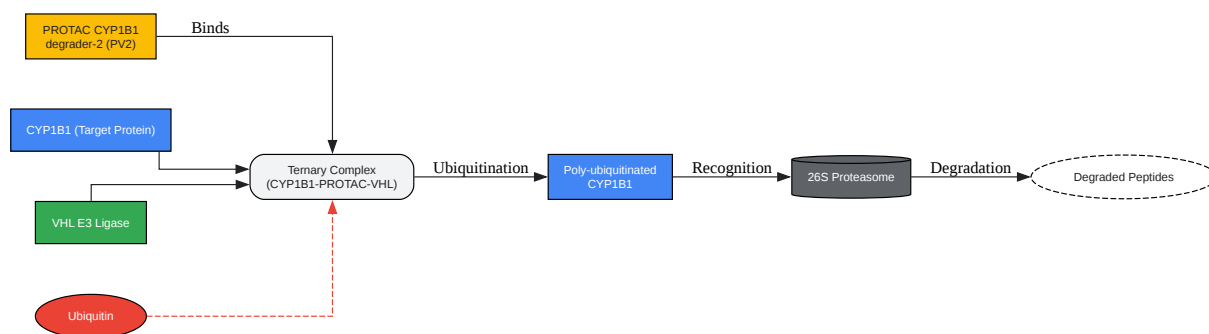 PROTAC CYP1B1
degrader-2 (PV2)
Binds
CYP1B1 (Target Protein)
VHL E3 Ligase
Ubiquitin
Ternary Complex
(CYP1B1-PROTAC-VHL)
Ubiquitination
Poly-ubiquitinated
CYP1B1
Recognition
26S Proteasome
Degradation
Degraded Peptides